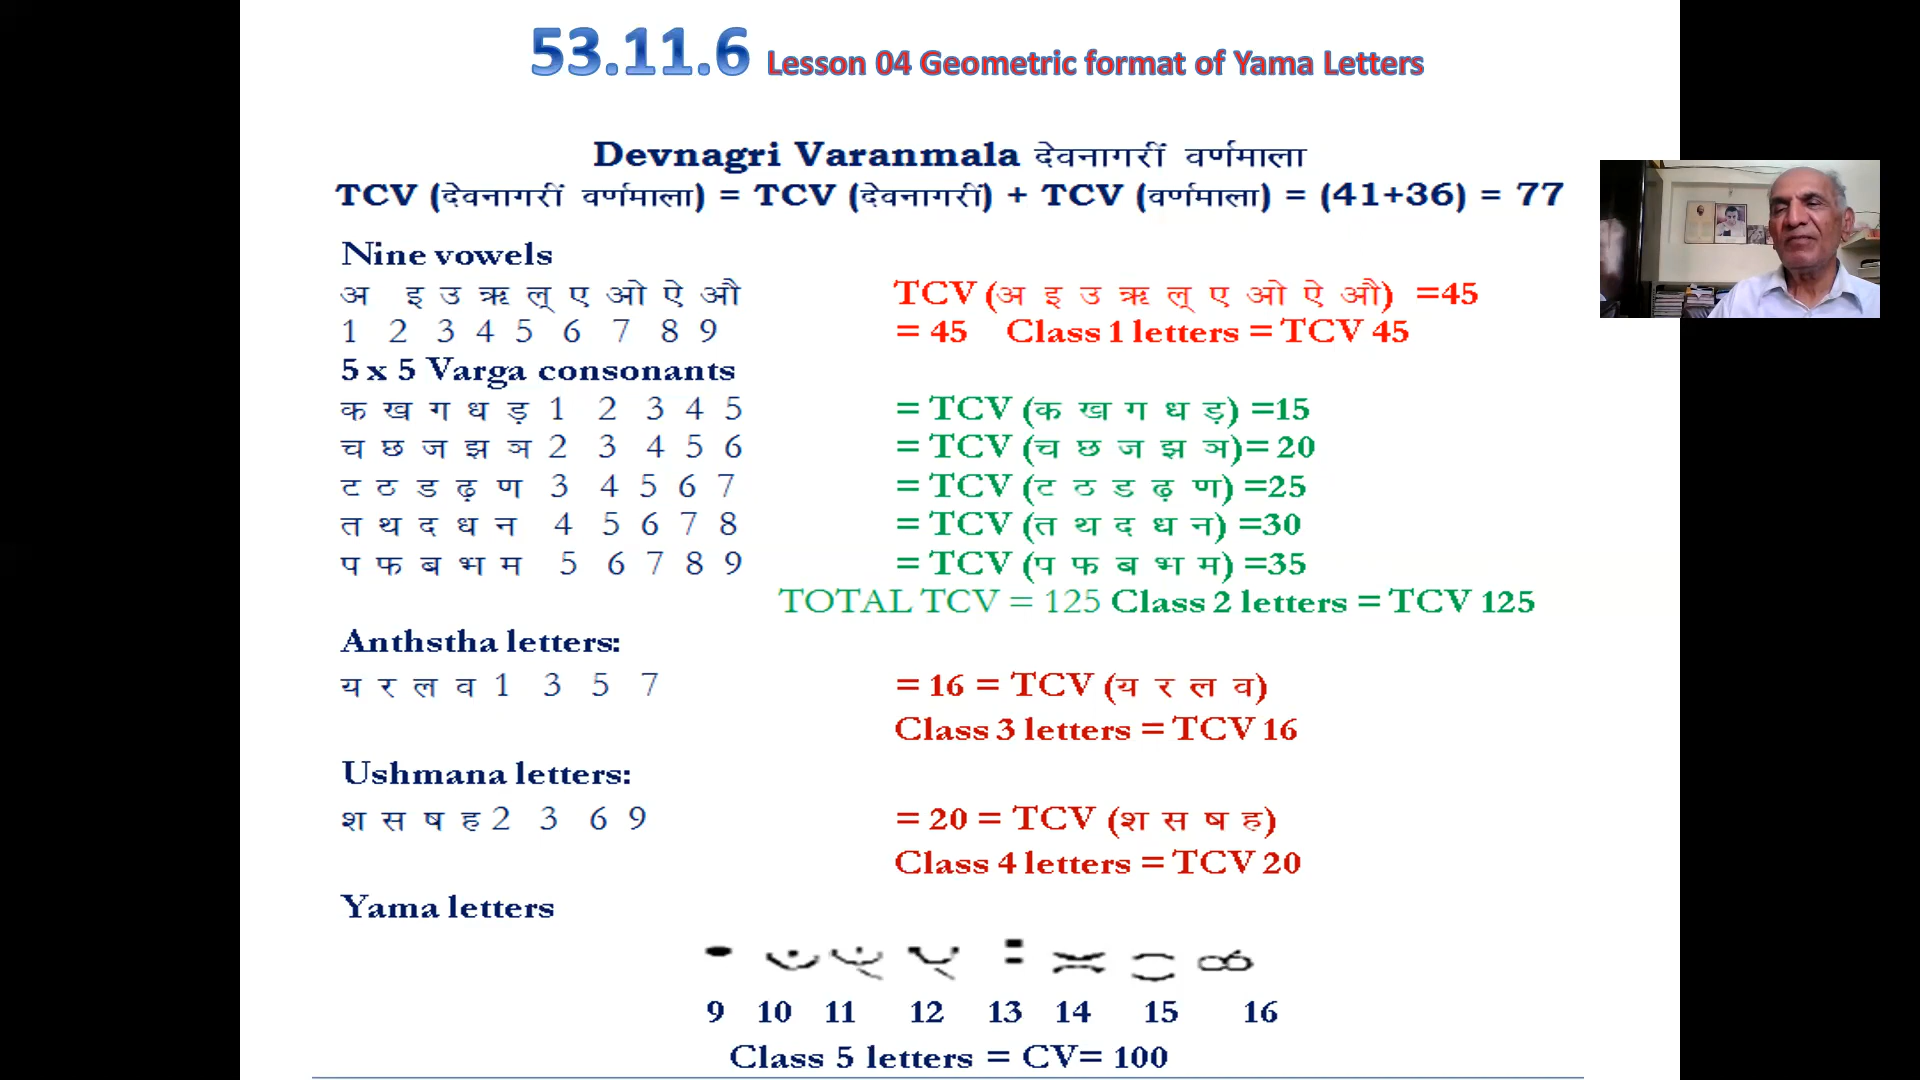 53.11.6 Lesson 04 Geometric format of Yama Letters
Devnagri Varanmala देवनागरीं वर्णमाला
TCV (देवनागरीं वर्णमाला) = TCV (देवनागरीं) + TCV (वर्णमाला) = (41+36) = 77
Nine vowels
अ इ उ ऋ ल् ए ओ ऐ औ TCV (अ इ उ ऋ ल् ए ओ ऐ औ) =45
1 2 3 4 5 6 7 8 9 = 45 Class 1 letters = TCV 45
5 x 5 Varga consonants
क ख ग ध ड़ 1 2 3 4 5 = TCV (क ख ग ध ड़) =15
च छ ज झ ञ 2 3 4 5 6 = TCV (च छ ज झ ञ)= 20
ट ठ ड ढ़ ण 3 4 5 6 7 = TCV (ट ठ ड ढ़ ण) =25
त थ द ध न 4 5 6 7 8 = TCV (त थ द ध न) =30
प फ ब भ म 5 6 7 8 9 = TCV (प फ ब भ म) =35
TOTAL TCV = 125 Class 2 letters = TCV 125
Anthstha letters:
य र ल व 1 3 5 7 = 16 = TCV (य र ल व)
Class 3 letters = TCV 16
Ushmana letters:
श स ष ह 2 3 6 9 = 20 = TCV (श स ष ह)
Class 4 letters = TCV 20
Yama letters
9 10 11 12 13 14 15 16
Class 5 letters = CV= 100